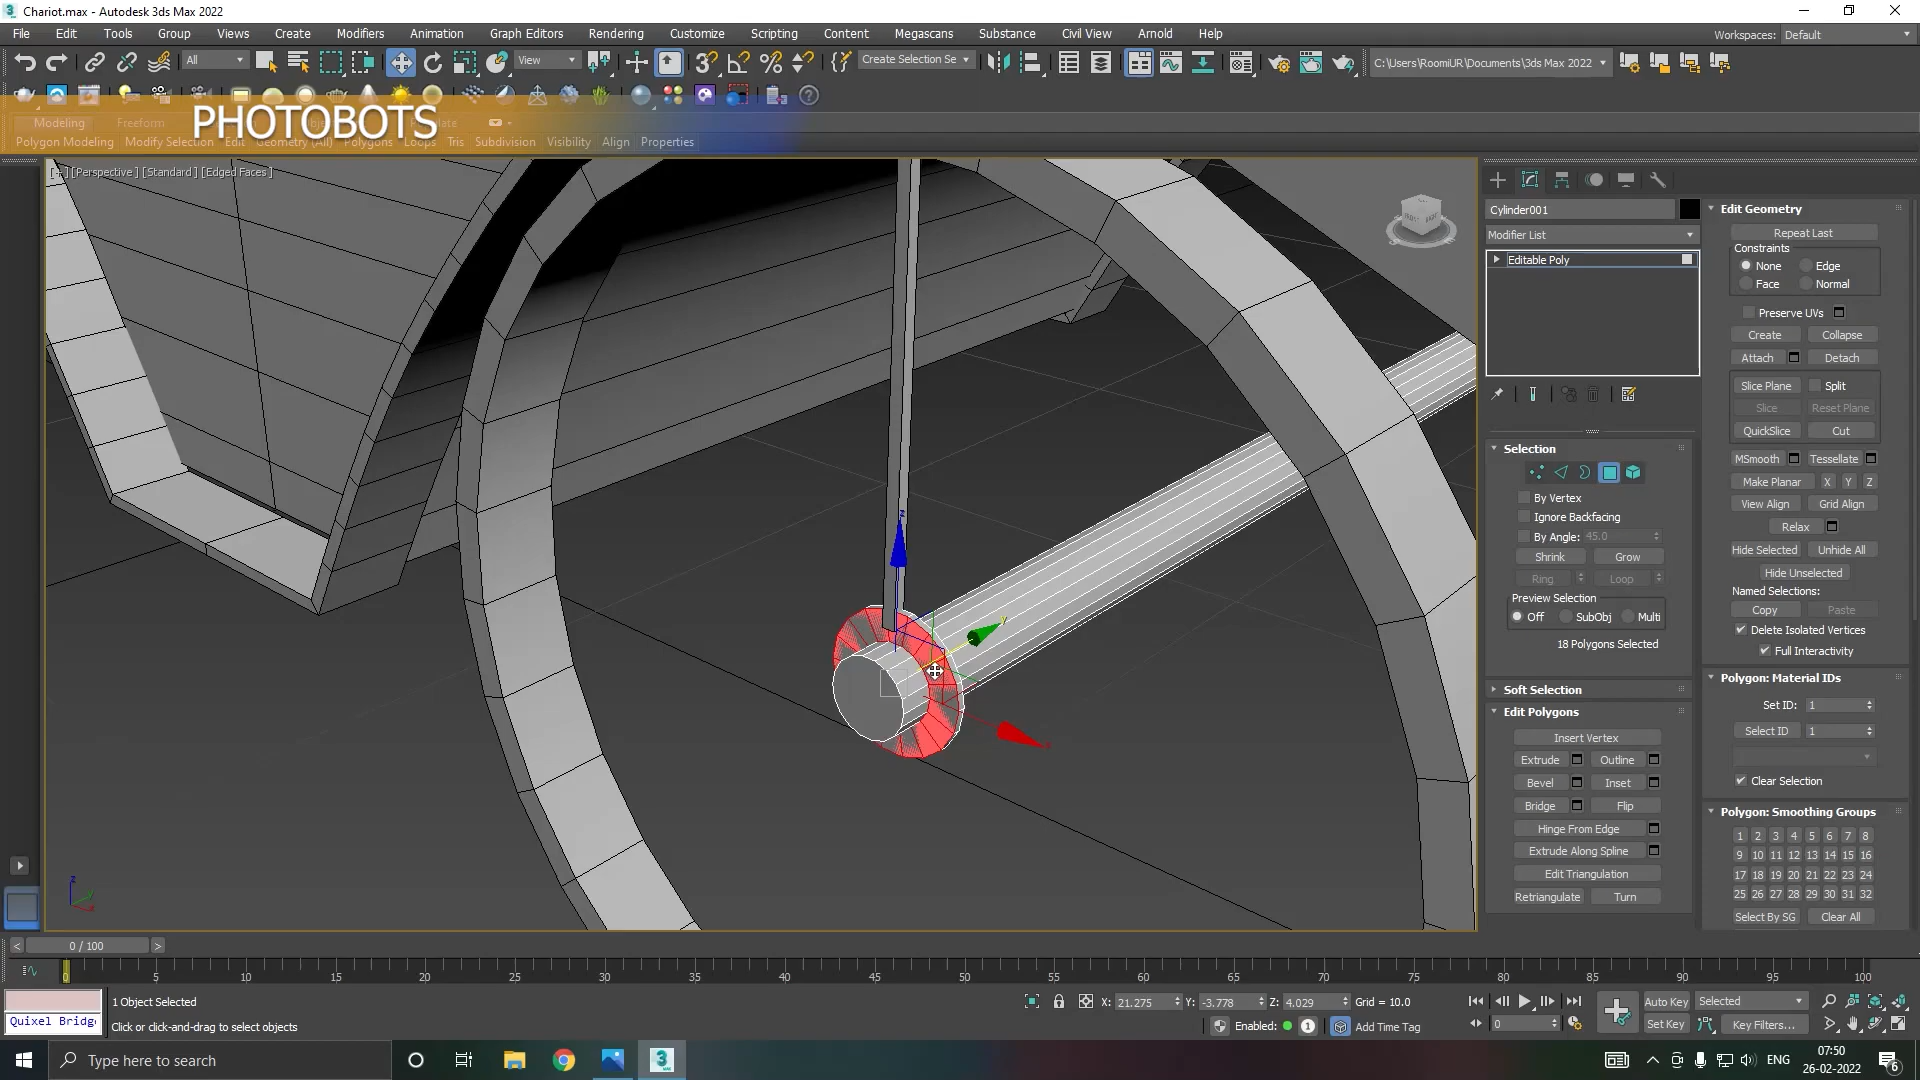 Chariot.max - Autodesk 3ds Max 2022
File Edit Tools Group Views Create Modifiers Animation Graph Editors Rendering Customize Scripting Content Megascans Substance Civil View Arnold Help
Workspaces: Default
All View Create Selection Se C:\Users\RoomiUR\Documents\3ds Max 2022
PHOTOBOTS
Modeling Freeform
Polygon Modeling Modify Selection Edit Geometry (All) Polygons Loops Tris Subdivision Visibility Align Properties
[+] [Perspective] [Standard] [Edged Faces]
Cylinder001
Modifier List
Editable Poly
Selection
By Vertex
Ignore Backfacing
By Angle: 45.0
Shrink Grow
Ring Loop
Preview Selection
Off SubObj Multi
18 Polygons Selected
Soft Selection
Edit Polygons
Insert Vertex
Extrude Outline
Bevel Inset
Bridge Flip
Hinge From Edge
Extrude Along Spline
Edit Triangulation
Retriangulate Turn
Edit Geometry
Repeat Last
Constraints
None Edge
Face Normal
Preserve UVs
Create Collapse
Attach Detach
Slice Plane Split
Slice Reset Plane
QuickSlice Cut
MSmooth Tessellate
Make Planar X Y Z
View Align Grid Align
Relax
Hide Selected Unhide All
Hide Unselected
Named Selections:
Copy Paste
Delete Isolated Vertices
Full Interactivity
Polygon: Material IDs
Set ID: 1
Select ID 1
Clear Selection
Polygon: Smoothing Groups
1 2 3 4 5 6 7 8
9 10 11 12 13 14 15 16
17 18 19 20 21 22 23 24
25 26 27 28 29 30 31 32
Select By SG Clear All
z
y
x
< 0 / 100 >
0 5 10 15 20 25 30 35 40 45 50 55 60 65 70 75 80 85 90 95 100
1 Object Selected
Quixel Bridg
Click or click-and-drag to select objects
X: 21.275 Y: -3.778 Z: 4.029 Grid = 10.0
Enabled: 1 Add Time Tag
0
Auto Key Selected
Set Key Key Filters...
Type here to search
ENG
07:50
26-02-2022
6